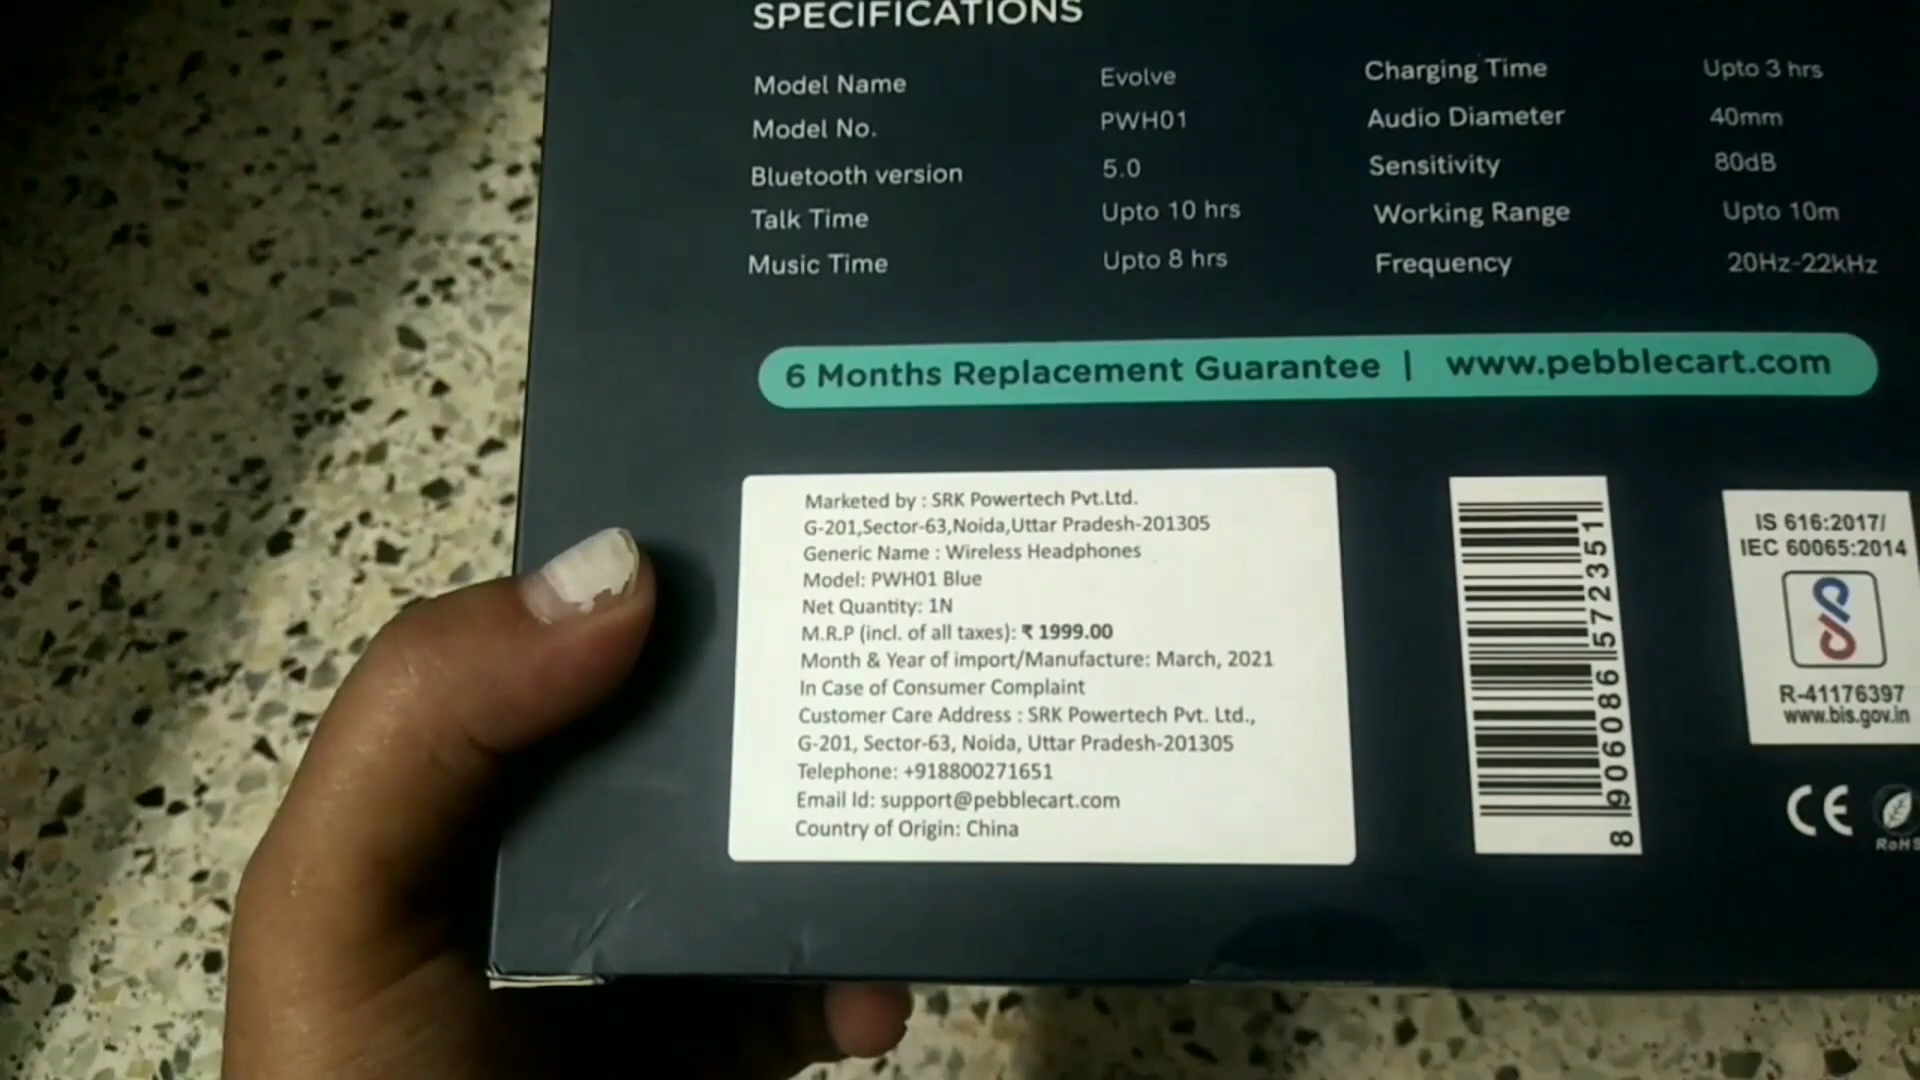 SPECIFICATIONS
Model Name Evolve
Model No. PWH01
Bluetooth version 5.0
Talk Time Upto 10 hrs
Music Time Upto 8 hrs
Charging Time Upto 3 hrs
Audio Diameter 40mm
Sensitivity 80dB
Working Range Upto 10m
Frequency 20Hz-22kHz
6 Months Replacement Guarantee | www.pebblecart.com
Marketed by : SRK Powertech Pvt.Ltd.
G-201,Sector-63,Noida,Uttar Pradesh-201305
Generic Name : Wireless Headphones
Model: PWH01 Blue
Net Quantity: 1N
M.R.P (incl. of all taxes): ₹ 1999.00
Month & Year of import/Manufacture: March, 2021
In Case of Consumer Complaint
Customer Care Address : SRK Powertech Pvt. Ltd.,
G-201, Sector-63, Noida, Uttar Pradesh-201305
Telephone: +918800271651
Email Id: support@pebblecart.com
Country of Origin: China
8 906086 572351
IS 616:2017/
IEC 60065:2014
R-41176397
www.bis.gov.in
CE
RoHS